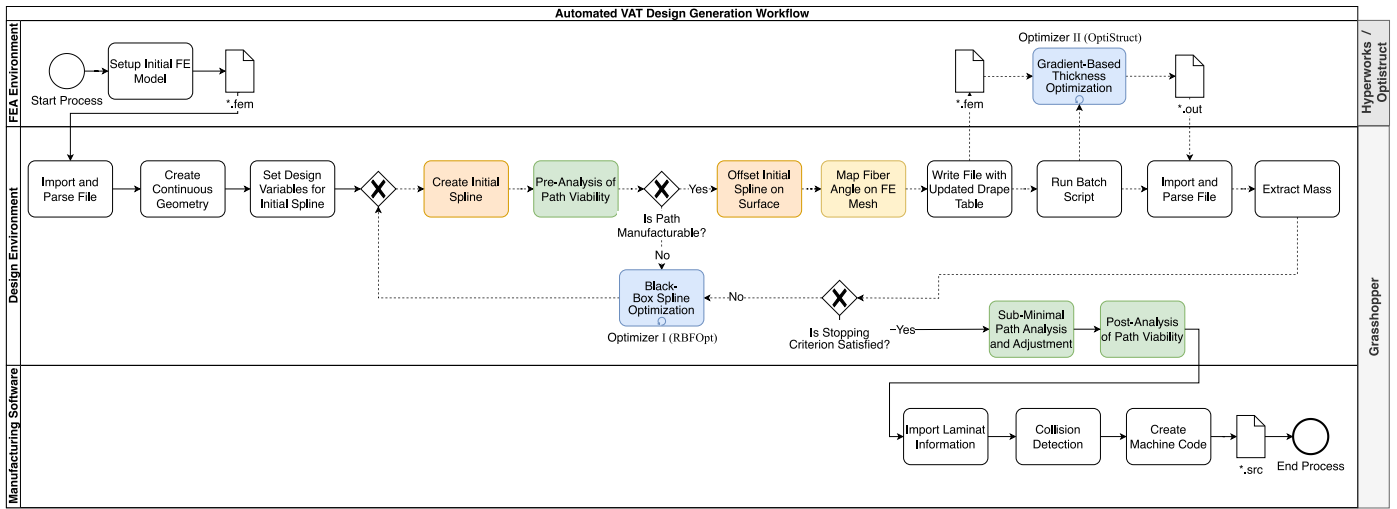 Automated VAT Design Generation Workflow
FEA Environment
Start Process
Setup Initial FE
Model
*.fem
*.fem
Optimizer II (OptiStruct)
Gradient-Based
Thickness
Optimization
*.out
Hyperworks /
Optistruct
Design Environment
Import and
Parse File
Create
Continuous
Geometry
Set Design
Variables for
Initial Spline
Create Initial
Spline
Pre-Analysis of
Path Viability
Is Path
Manufacturable?
Yes
No
Offset Initial
Spline on
Surface
Map Fiber
Angle on FE
Mesh
Write File with
Updated Drape
Table
Run Batch
Script
Import and
Parse File
Extract Mass
Black-
Box Spline
Optimization
Optimizer I (RBFOpt)
No
Is Stopping
Criterion Satisfied?
Yes
Sub-Minimal
Path Analysis
and Adjustment
Post-Analysis
of Path Viability
Grasshopper
Manufacturing Software
Import Laminat
Information
Collision
Detection
Create
Machine Code
*.src
End Process